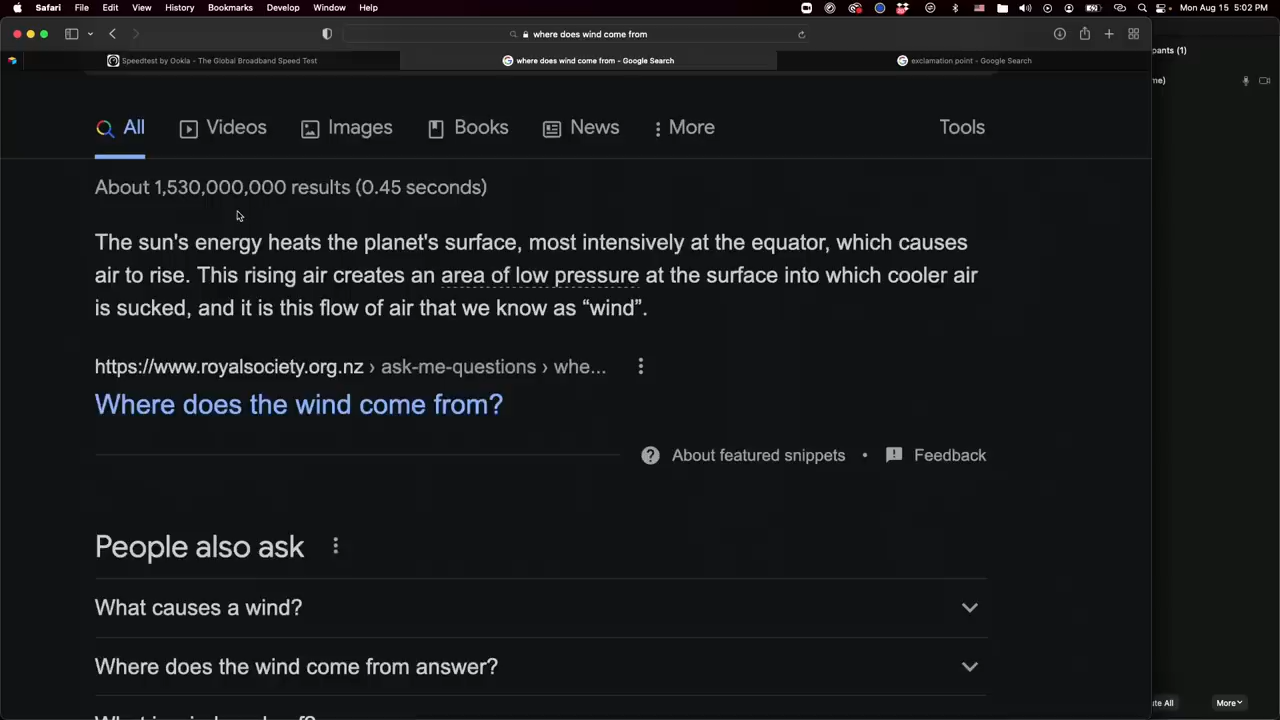 Safari File Edit View History Bookmarks Develop Window Help Mon Aug 15 5:02 PM
where does wind come from
pants (1)
Speedtest by Ookla - The Global Broadband Speed Test
where does wind come from - Google Search
exclamation point - Google Search
me)
All Videos Images Books News More Tools
About 1,530,000,000 results (0.45 seconds)
The sun's energy heats the planet's surface, most intensively at the equator, which causes
air to rise. This rising air creates an area of low pressure at the surface into which cooler air
is sucked, and it is this flow of air that we know as “wind”.
https://www.royalsociety.org.nz › ask-me-questions › whe...
Where does the wind come from?
About featured snippets • Feedback
People also ask
What causes a wind?
Where does the wind come from answer?
ute All More